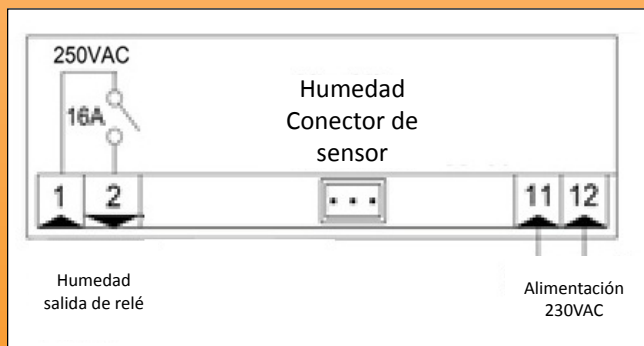 250VAC
16A
Humedad
Conector de
sensor
1 2 11 12
Humedad
salida de relé
Alimentación
230VAC